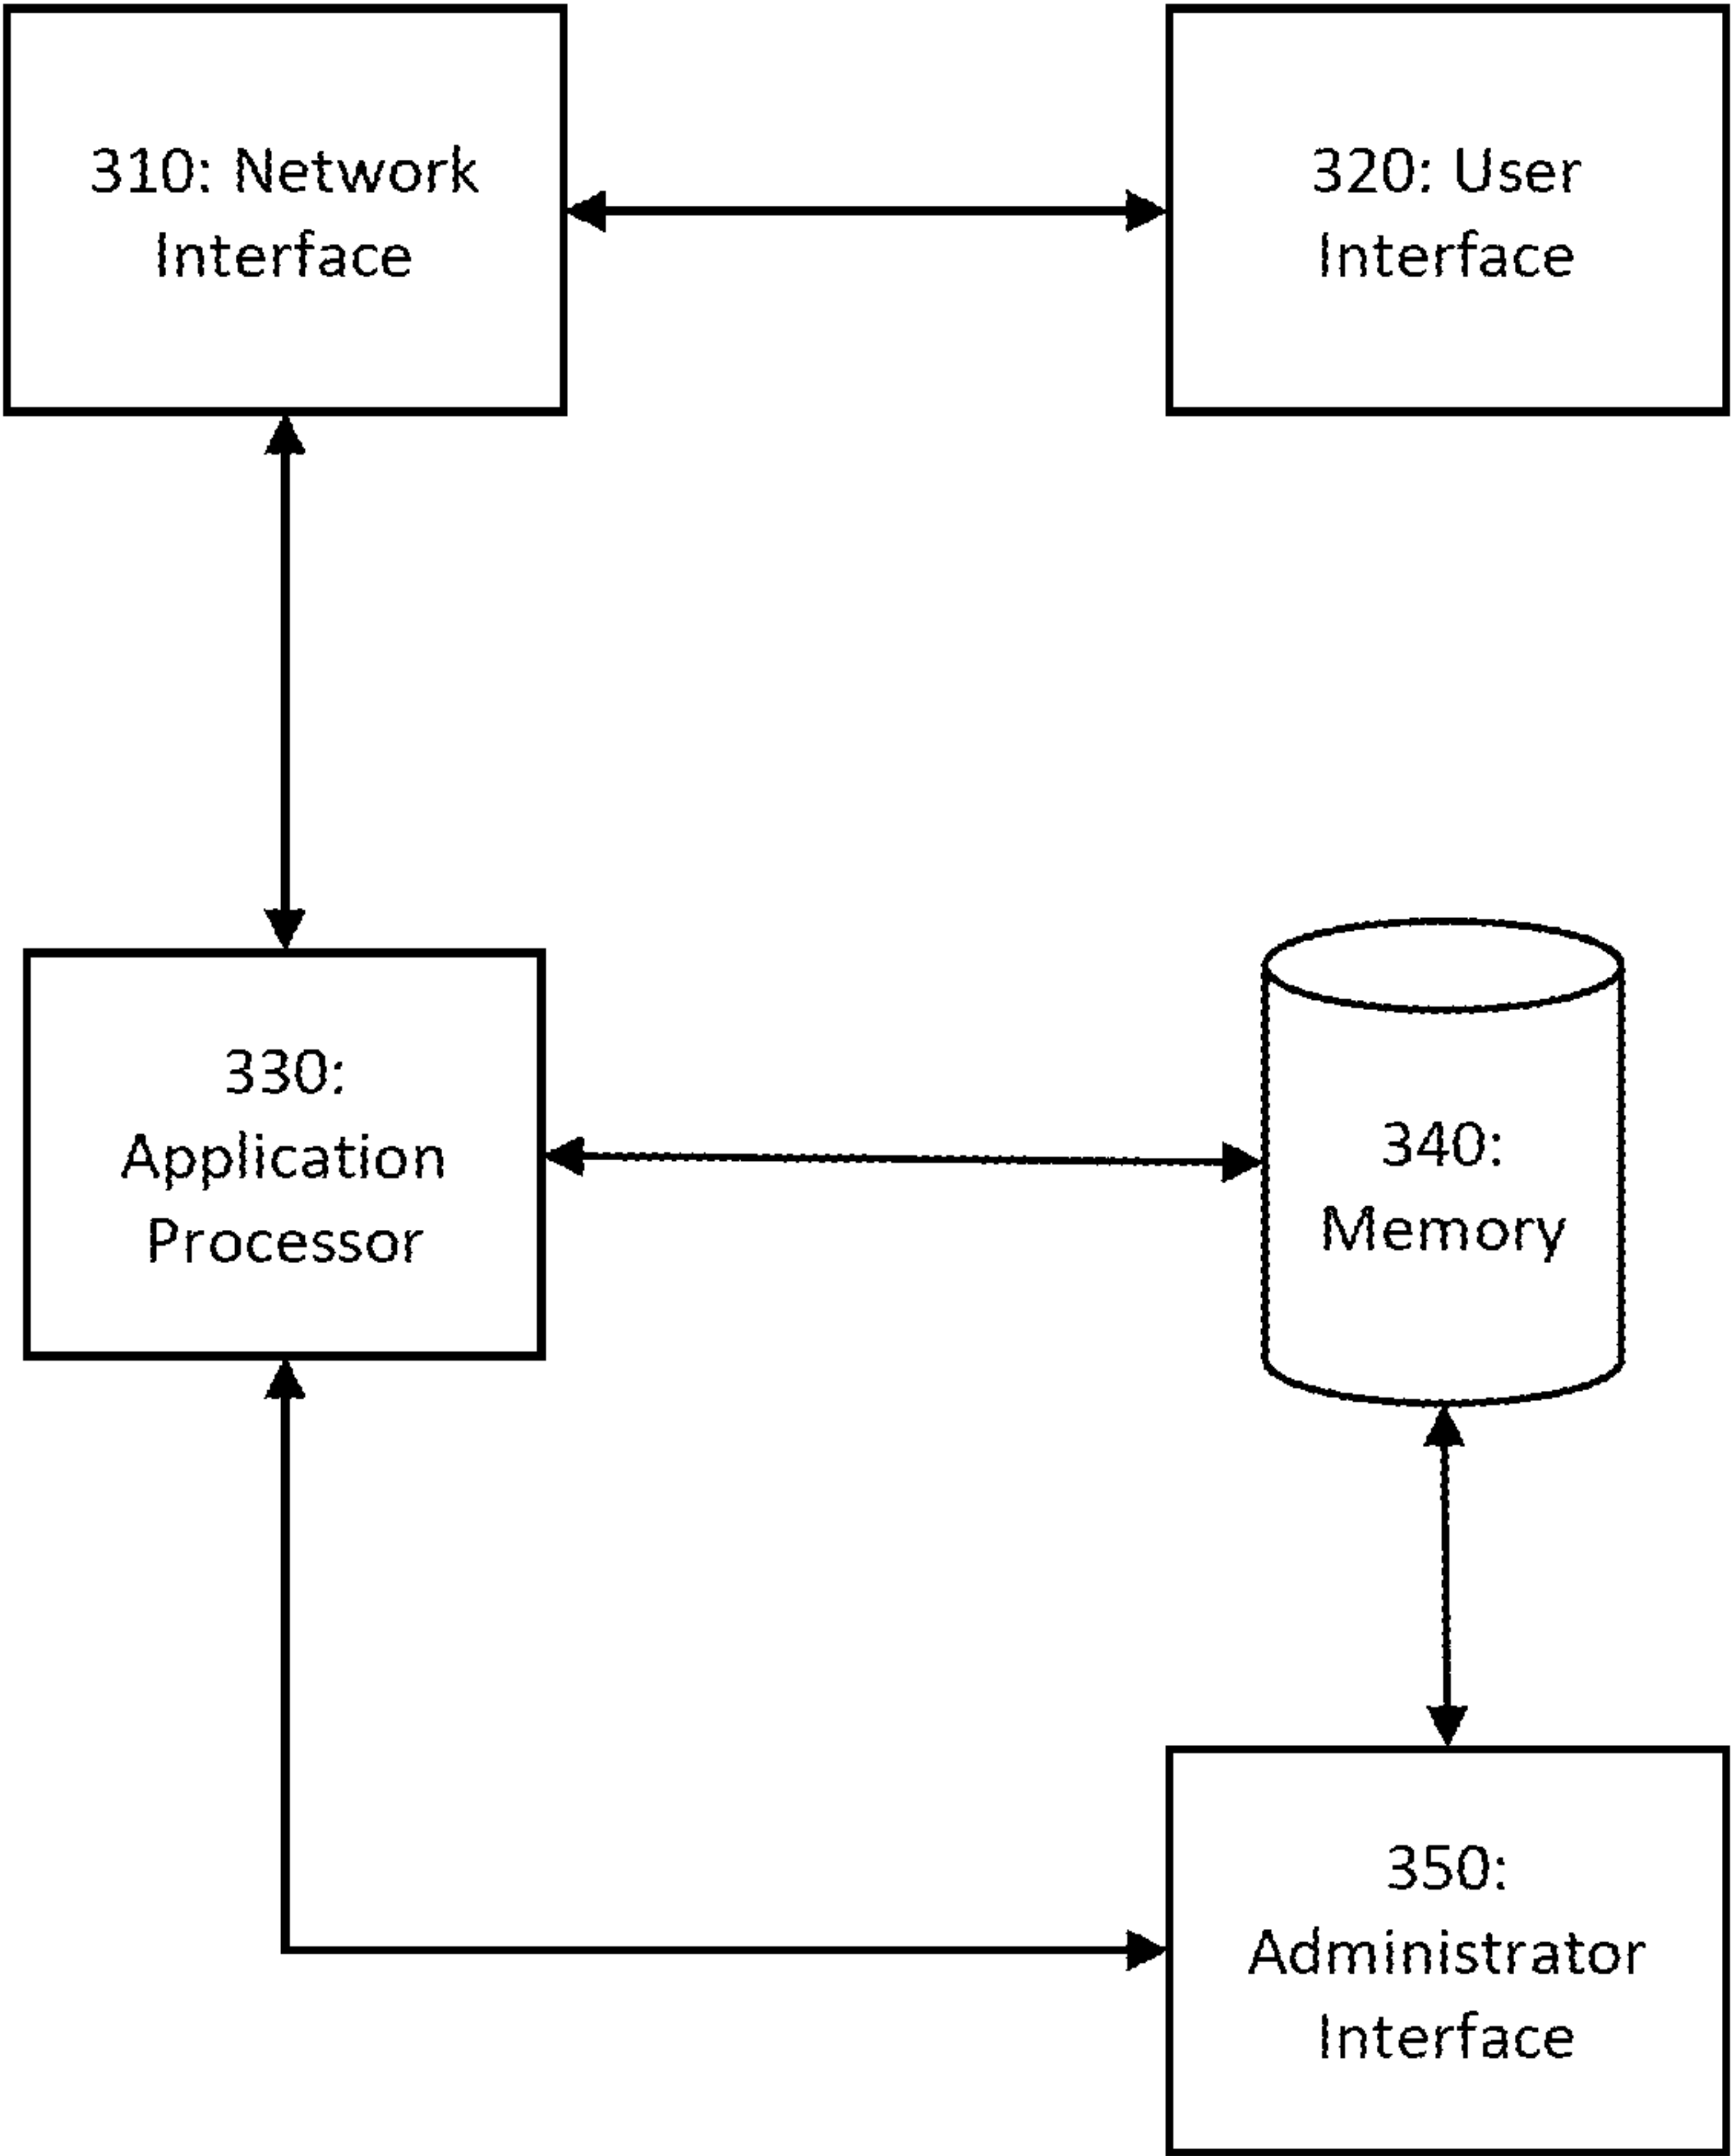 310: Network
Interface
320: User
Interface
330:
Application
Processor
340:
Memory
350:
Administrator
Interface